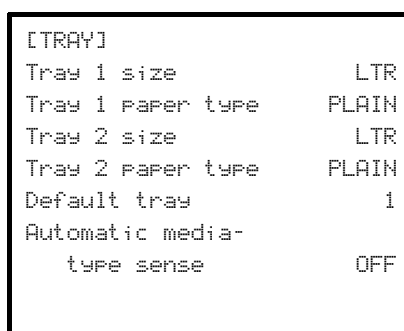 [TRAY]
Tray 1 size LTR
Tray 1 paper type PLAIN
Tray 2 size LTR
Tray 2 paper type PLAIN
Default tray 1
Automatic media-
type sense OFF